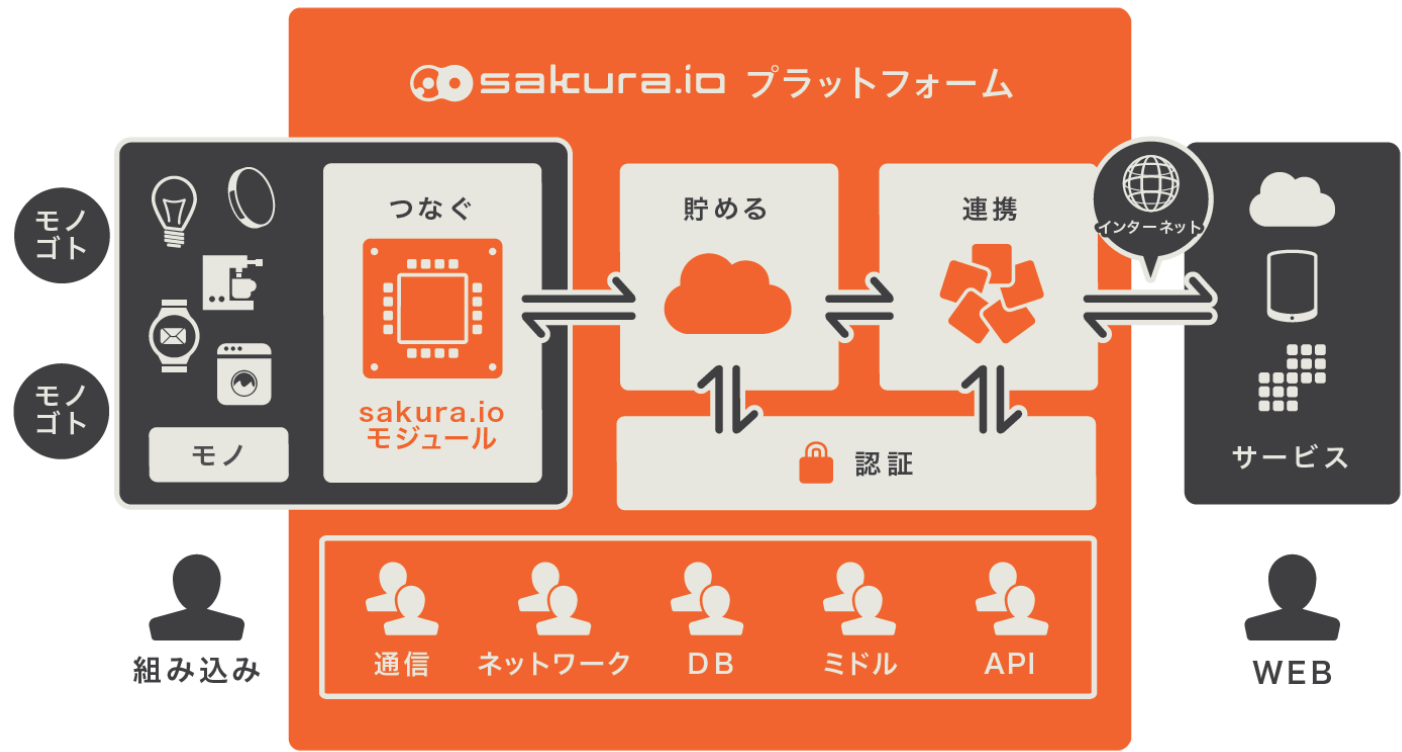 sakura.io プラットフォーム
モノ
ゴト
モノ
ゴト
つなぐ
sakura.io
モジュール
モノ
貯める
連携
認証
インターネット
サービス
通信
ネットワーク
DB
ミドル
API
組み込み
WEB